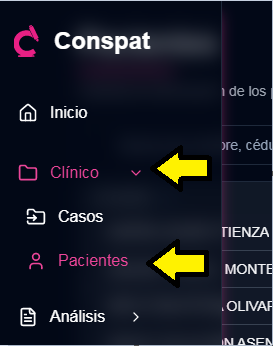 Conspat
n de los p
Inicio
bre, cédu
Clínico
Casos
TIENZA
Pacientes
MONTE
A OLIVAR
Análisis
ON ASEN